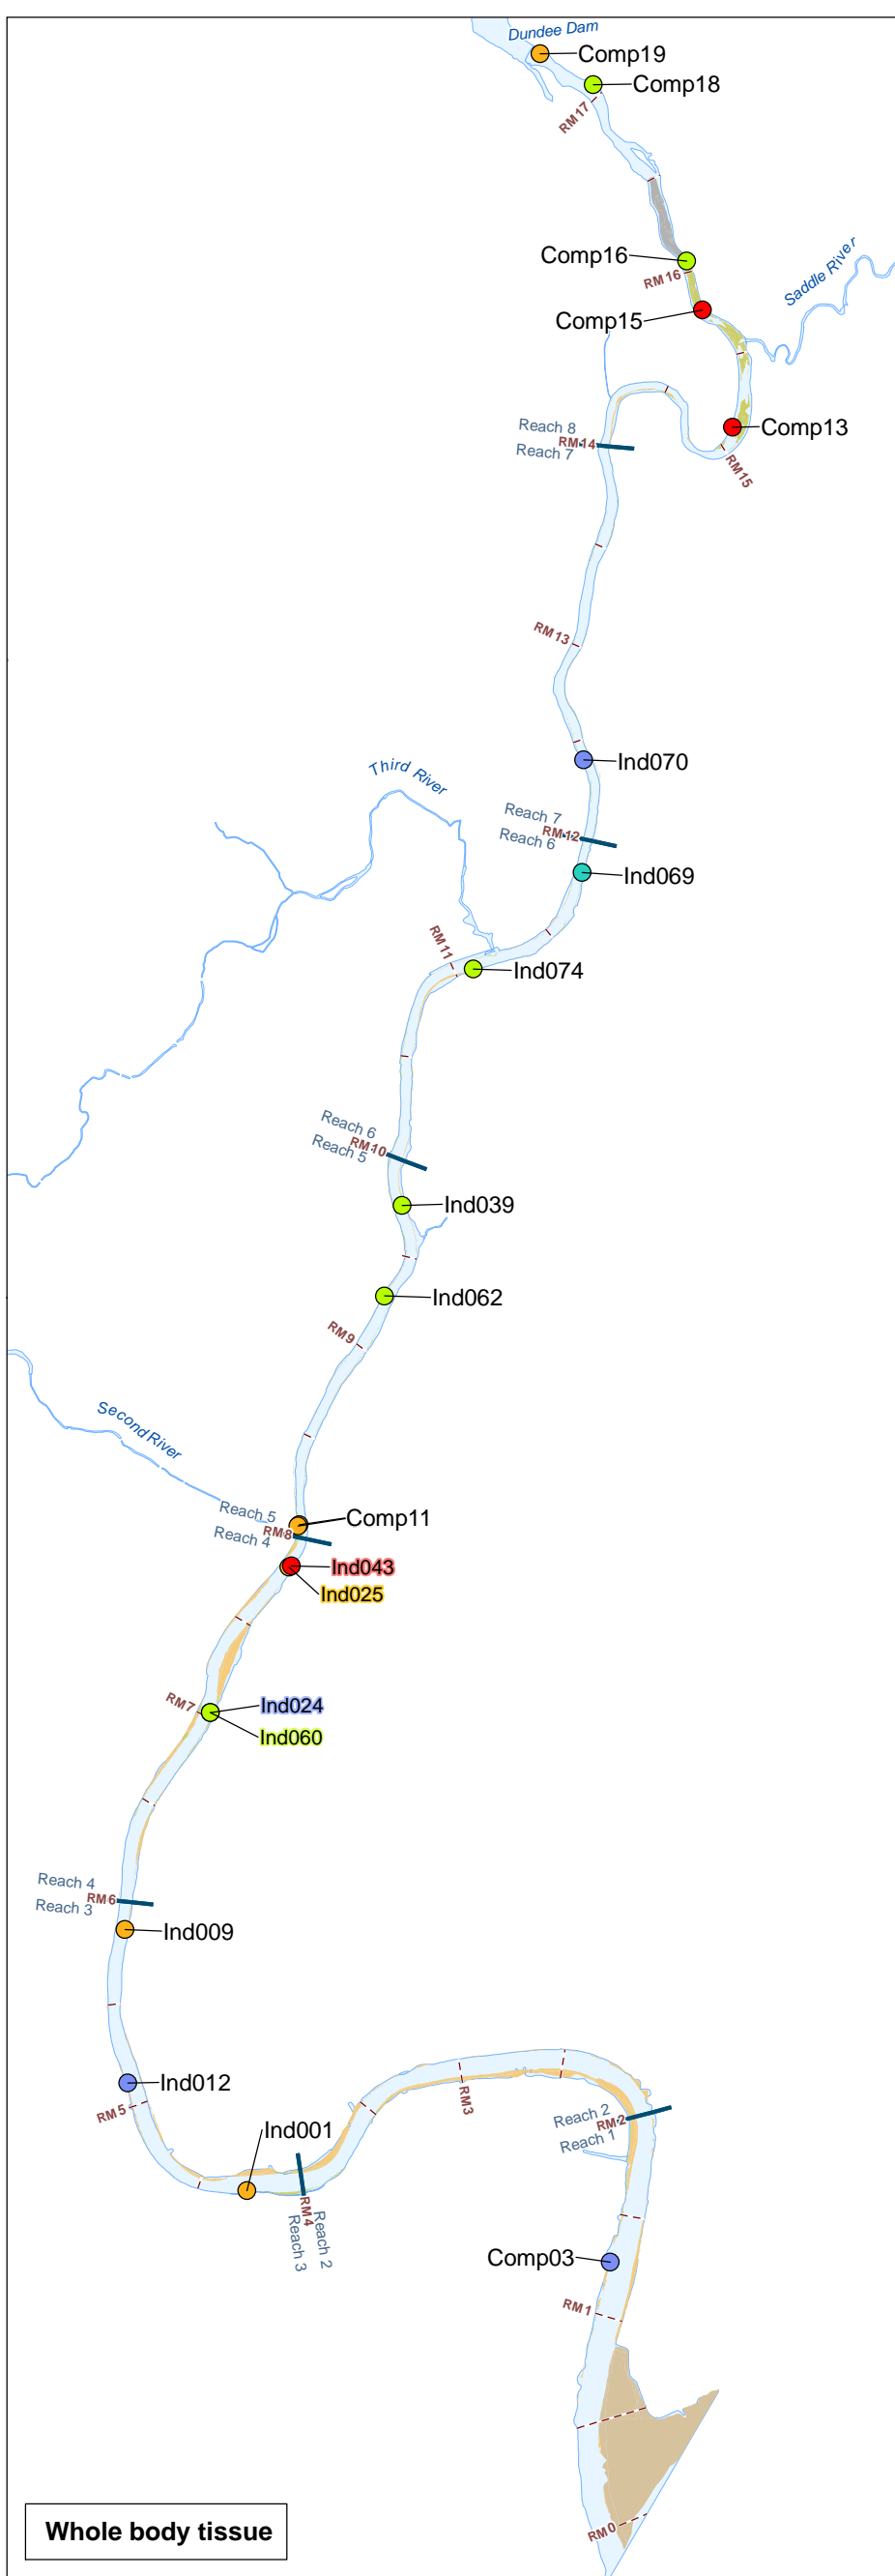 Dundee Dam
Comp19
Comp18
RM17
Comp16
RM16
Saddle River
Comp15
Comp13
Reach 8
RM14
Reach 7
RM15
RM13
Ind070
Third River
Reach 7
RM12
Reach 6
Ind069
RM11
Ind074
Reach 6
RM10
Reach 5
Ind039
Ind062
RM9
Second River
Reach 5
Comp11
RM8
Reach 4
Ind043
Ind025
RM7
Ind024
Ind060
Reach 4
RM6
Reach 3
Ind009
Ind012
RM5
RM3
Reach 2
RM2
Reach 1
Ind001
RM4
Reach 2
Reach 3
Comp03
RM1
RM0
Whole body tissue